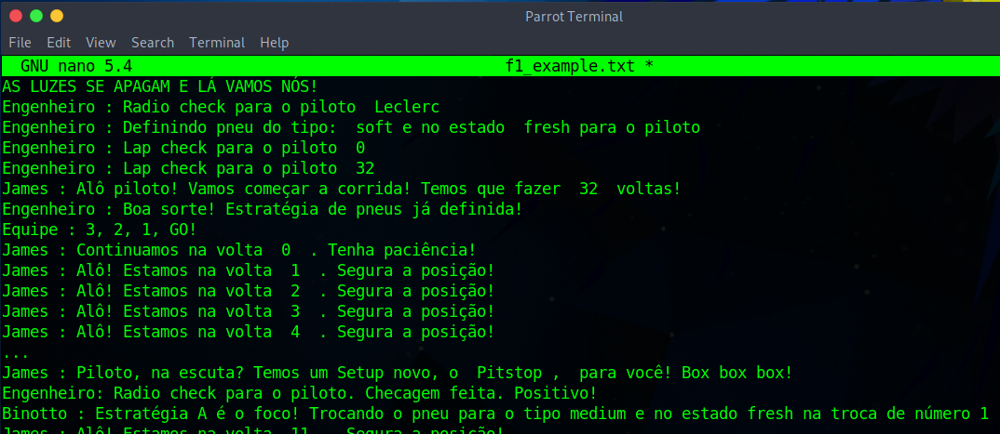 Parrot Terminal
File Edit View Search Terminal Help
GNU nano 5.4 f1_example.txt *
AS LUZES SE APAGAM E LÁ VAMOS NÓS!
Engenheiro : Radio check para o piloto  Leclerc
Engenheiro : Definindo pneu do tipo:  soft e no estado  fresh para o piloto
Engenheiro : Lap check para o piloto  0
Engenheiro : Lap check para o piloto  32
James : Alô piloto! Vamos começar a corrida! Temos que fazer  32  voltas!
Engenheiro : Boa sorte! Estratégia de pneus já definida!
Equipe : 3, 2, 1, GO!
James : Continuamos na volta  0  . Tenha paciência!
James : Alô! Estamos na volta  1  . Segura a posição!
James : Alô! Estamos na volta  2  . Segura a posição!
James : Alô! Estamos na volta  3  . Segura a posição!
James : Alô! Estamos na volta  4  . Segura a posição!
...
James : Piloto, na escuta? Temos um Setup novo, o  Pitstop ,  para você! Box box box!
Engenheiro: Radio check para o piloto. Checagem feita. Positivo!
Binotto : Estratégia A é o foco! Trocando o pneu para o tipo medium e no estado fresh na troca de número 1
James : Alô! Estamos na volta  11  . Segura a posição!